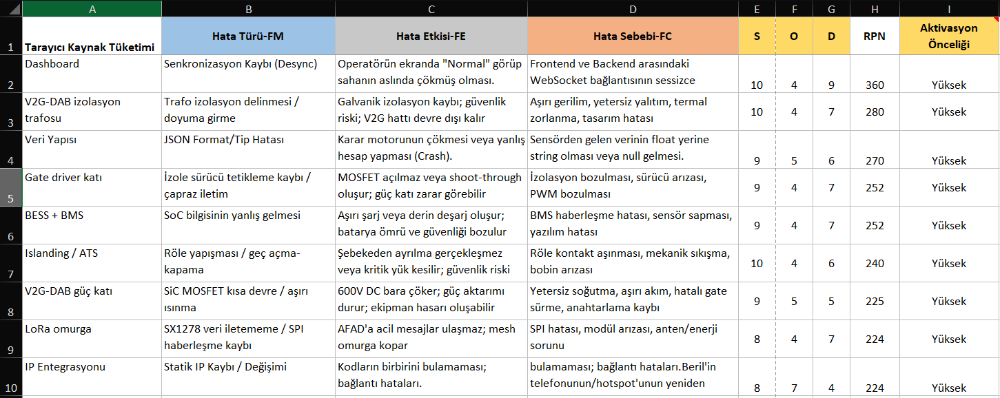 A B C D E F G H I
1 Tarayıcı Kaynak Tüketimi Hata Türü-FM Hata Etkisi-FE Hata Sebebi-FC S O D RPN Aktivasyon
Önceliği
2 Dashboard Senkronizasyon Kaybı (Desync) Operatörün ekranda "Normal" görüp Frontend ve Backend arasındaki
sahanın aslında çökmüş olması. WebSocket bağlantısının sessizce 10 4 9 360 Yüksek
3 V2G-DAB izolasyon Trafo izolasyon delinmesi / Galvanik izolasyon kaybı; güvenlik Aşırı gerilim, yetersiz yalıtım, termal
trafosu doyuma girme riski; V2G hattı devre dışı kalır zorlanma, tasarım hatası 10 4 7 280 Yüksek
4 Veri Yapısı JSON Format/Tip Hatası Karar motorunun çökmesi veya yanlış Sensörden gelen verinin float yerine
hesap yapması (Crash). string olması veya null gelmesi. 9 5 6 270 Yüksek
5 Gate driver katı İzole sürücü tetikleme kaybı / MOSFET açılmaz veya shoot-through İzolasyon bozulması, sürücü arızası,
çapraz iletim oluşur; güç katı zarar görebilir PWM bozulması 9 4 7 252 Yüksek
6 BESS + BMS SoC bilgisinin yanlış gelmesi Aşırı şarj veya derin deşarj oluşur; BMS haberleşme hatası, sensör sapması,
batarya ömrü ve güvenliği bozulur yazılım hatası 9 4 7 252 Yüksek
7 Islanding / ATS Röle yapışması / geç açma- Şebekeden ayrılma gerçekleşmez Röle kontakt aşınması, mekanik sıkışma,
kapama veya kritik yük kesilir; güvenlik riski bobin arızası 10 4 6 240 Yüksek
8 V2G-DAB güç katı SiC MOSFET kısa devre / aşırı 600V DC bara çöker; güç aktarımı Yetersiz soğutma, aşırı akım, hatalı gate
ısınma durur; ekipman hasarı oluşabilir sürme, anahtarlama kaybı 9 5 5 225 Yüksek
9 LoRa omurga SX1278 veri iletememe / SPI AFAD'a acil mesajlar ulaşmaz; mesh SPI hatası, modül arızası, anten/enerji
haberleşme kaybı omurga kopar sorunu 8 4 7 224 Yüksek
10 IP Entegrasyonu Statik IP Kaybı / Değişimi Kodların birbirini bulamaması; bulamaması; bağlantı hataları.Beril'in
bağlantı hataları. telefonunun/hotspot'unun yeniden 8 7 4 224 Yüksek